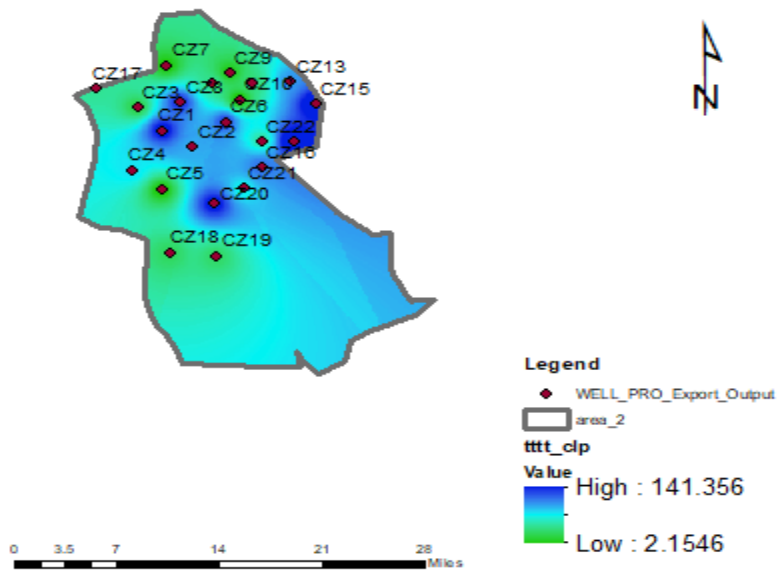 CZ7
CZ9
CZ13
CZ17
CZ8
CZ10
CZ15
CZ3
CZ6
CZ1
CZ2
CZ22
CZ16
CZ4
CZ21
CZ5
CZ20
CZ18
CZ19
N
Legend
WELL_PRO_Export_Output
area_2
tttt_clp
Value
High : 141.356
Low : 2.1546
0 3.5 7 14 21 28
Miles